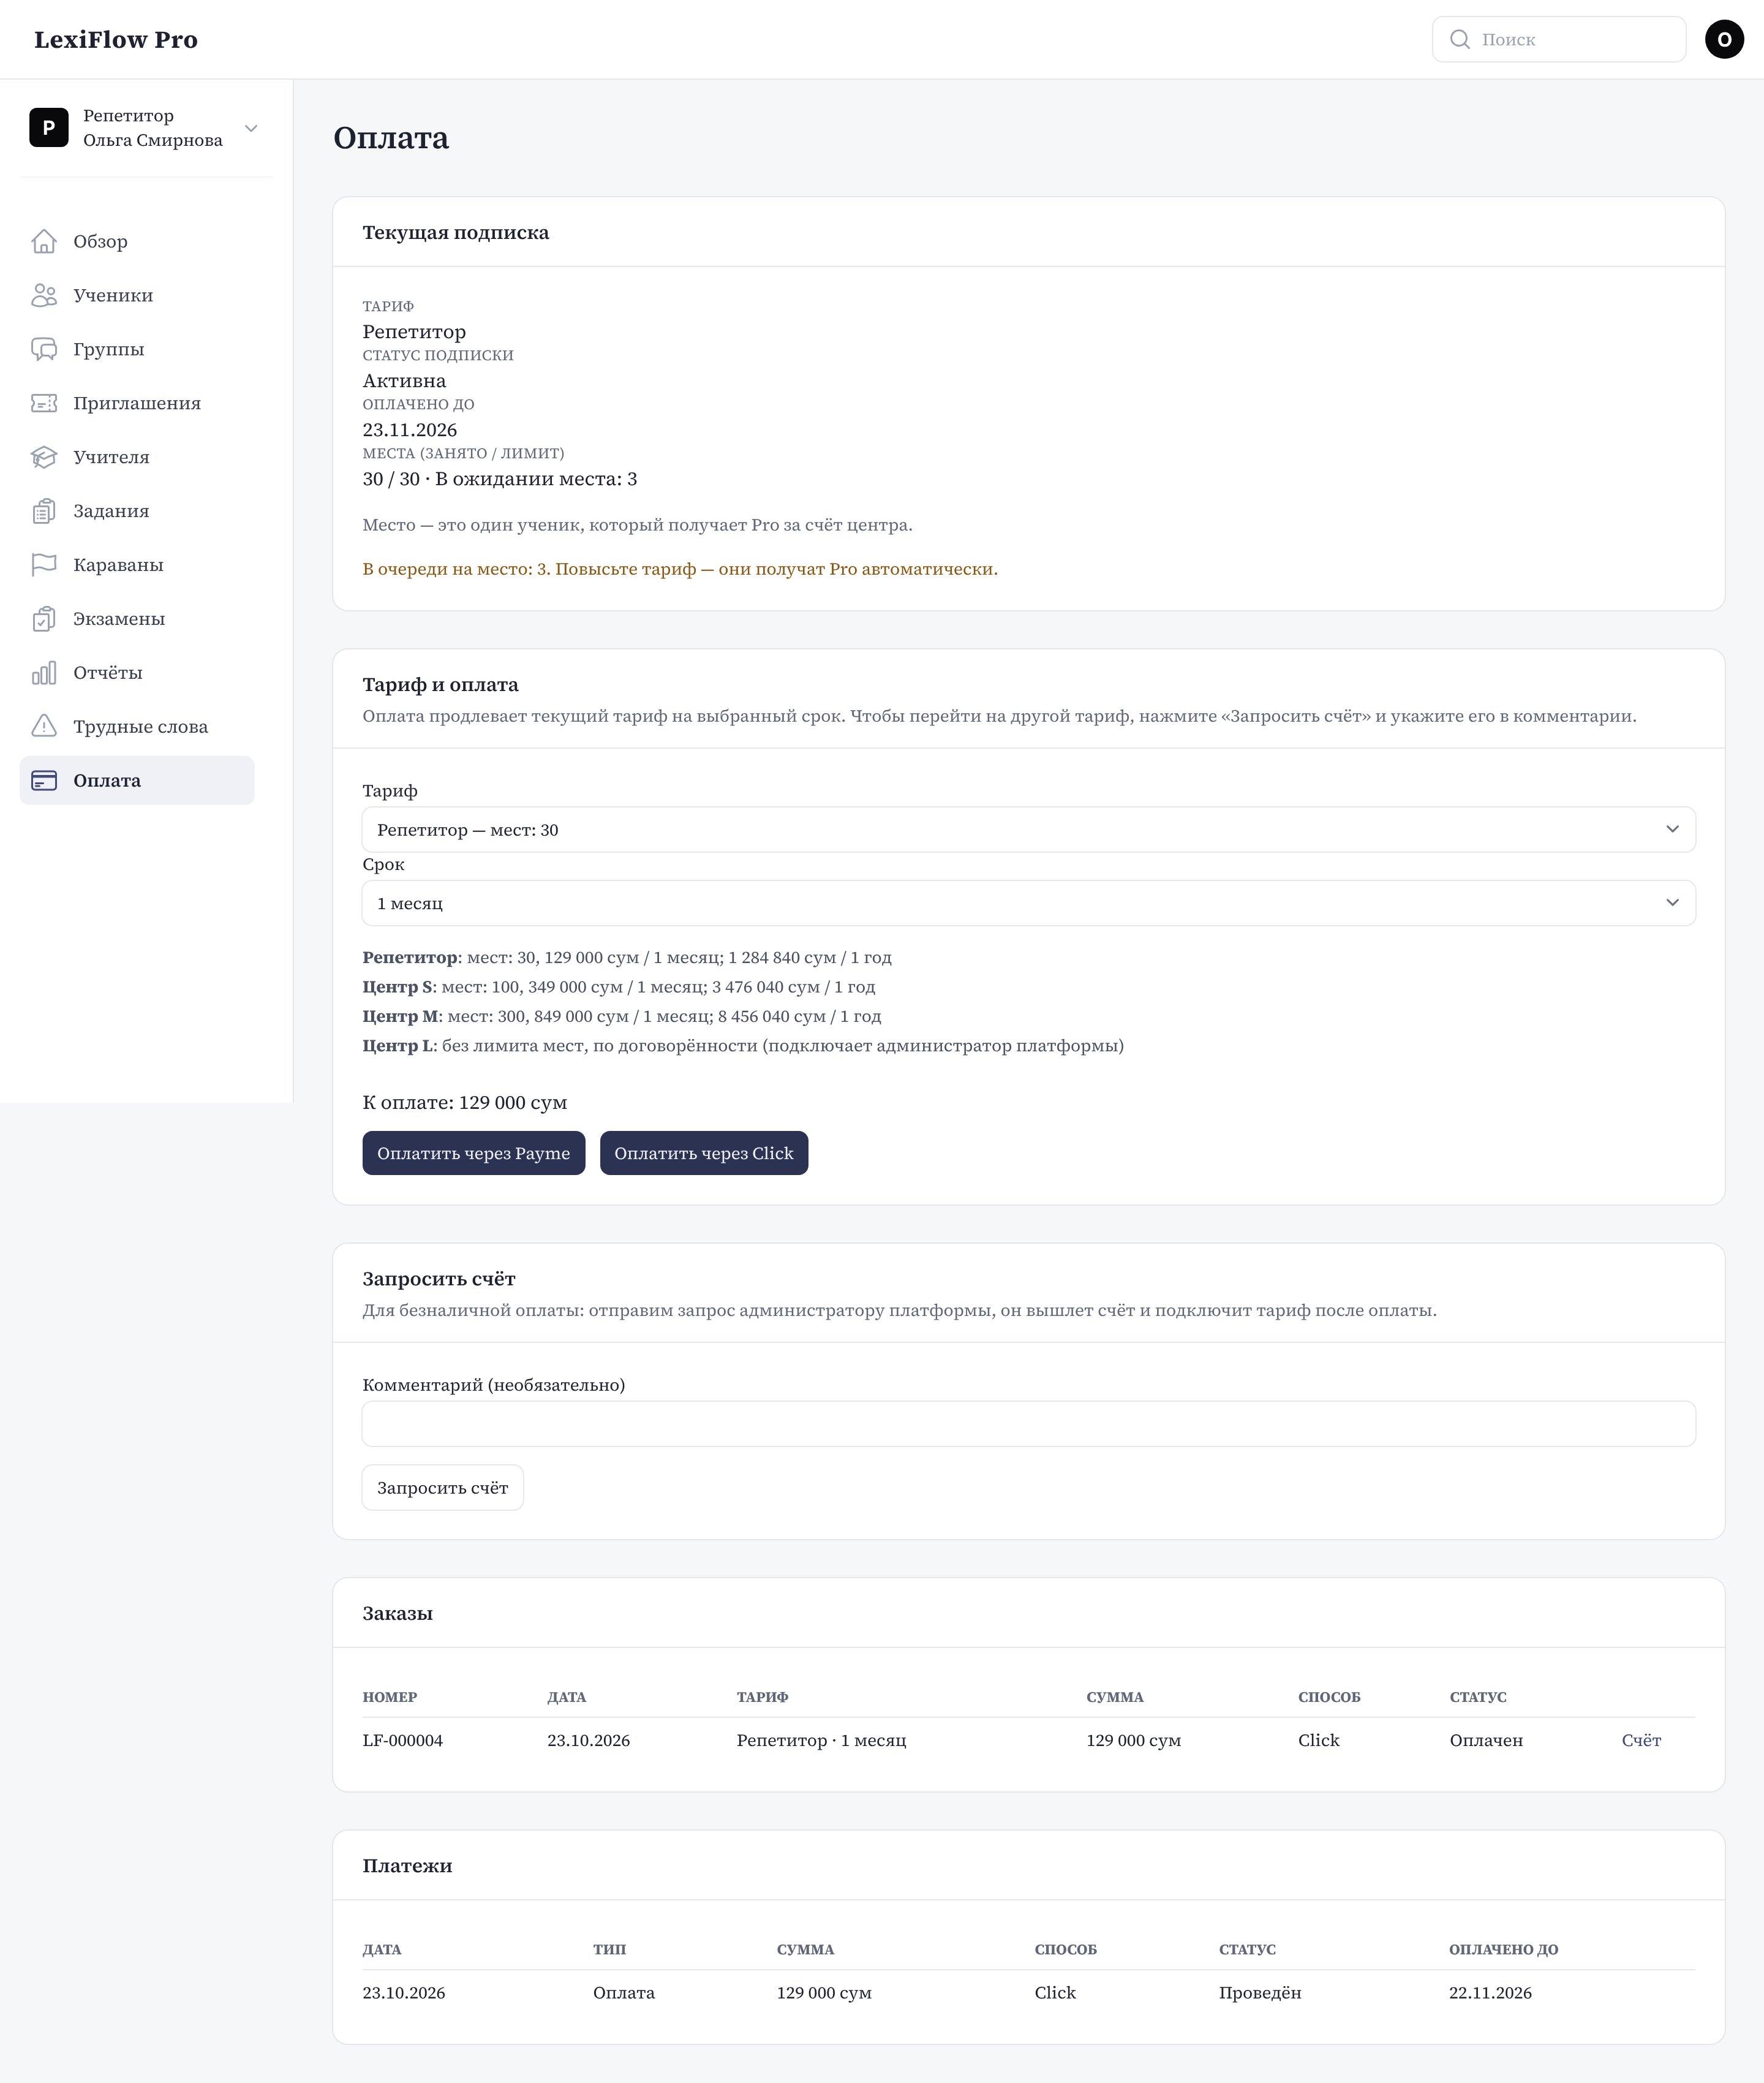 LexiFlow Pro
Поиск
O
P
Репетитор
Ольга Смирнова
Обзор
Ученики
Группы
Приглашения
Учителя
Задания
Караваны
Экзамены
Отчёты
Трудные слова
Оплата
Оплата
Текущая подписка
ТАРИФ
Репетитор
СТАТУС ПОДПИСКИ
Активна
ОПЛАЧЕНО ДО
23.11.2026
МЕСТА (ЗАНЯТО / ЛИМИТ)
30 / 30 · В ожидании места: 3
Место — это один ученик, который получает Pro за счёт центра.
В очереди на место: 3. Повысьте тариф — они получат Pro автоматически.
Тариф и оплата
Оплата продлевает текущий тариф на выбранный срок. Чтобы перейти на другой тариф, нажмите «Запросить счёт» и укажите его в комментарии.
Тариф
Репетитор — мест: 30
Срок
1 месяц
Репетитор: мест: 30, 129 000 сум / 1 месяц; 1 284 840 сум / 1 год
Центр S: мест: 100, 349 000 сум / 1 месяц; 3 476 040 сум / 1 год
Центр M: мест: 300, 849 000 сум / 1 месяц; 8 456 040 сум / 1 год
Центр L: без лимита мест, по договорённости (подключает администратор платформы)
К оплате: 129 000 сум
Оплатить через Payme
Оплатить через Click
Запросить счёт
Для безналичной оплаты: отправим запрос администратору платформы, он вышлет счёт и подключит тариф после оплаты.
Комментарий (необязательно)
Запросить счёт
Заказы
НОМЕР ДАТА ТАРИФ СУММА СПОСОБ СТАТУС
LF-000004 23.10.2026 Репетитор · 1 месяц 129 000 сум Click Оплачен Счёт
Платежи
ДАТА ТИП СУММА СПОСОБ СТАТУС ОПЛАЧЕНО ДО
23.10.2026 Оплата 129 000 сум Click Проведён 22.11.2026